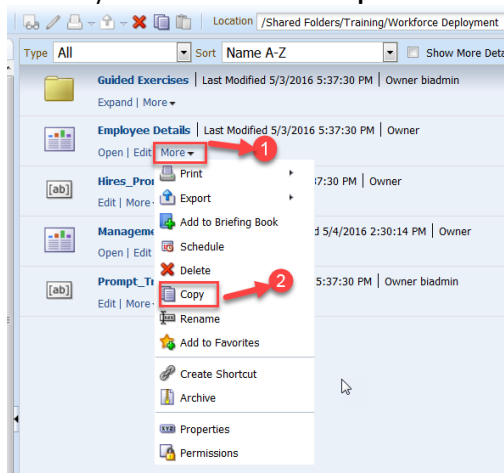 Location /Shared Folders/Training/Workforce Deployment
Type All Sort Name A-Z Show More Deta
Guided Exercises | Last Modified 5/3/2016 5:37:30 PM | Owner biadmin
Expand | More
Employee Details | Last Modified 5/3/2016 5:37:30 PM | Owner
Open | Edit More 1
Hires_Pro 37:30 PM | Owner
[ab]
Edit | More
Print
Export
Add to Briefing Book
Manageme d 5/4/2016 2:30:14 PM | Owner
Open | Edit
Schedule
Delete
Prompt_Tr 5:37:30 PM | Owner biadmin
[ab]
Edit | More
Copy 2
Rename
Add to Favorites
Create Shortcut
Archive
XYZ Properties
Permissions